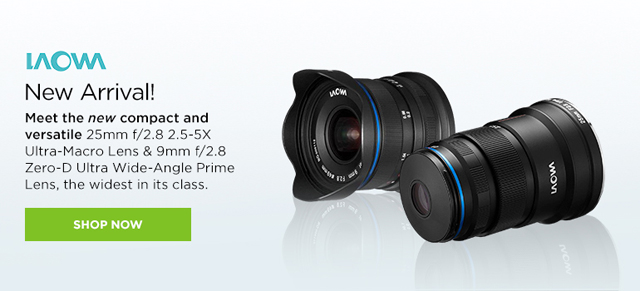 LAOWA
New Arrival!
Meet the new compact and
versatile 25mm f/2.8 2.5-5X
Ultra-Macro Lens & 9mm f/2.8
Zero-D Ultra Wide-Angle Prime
Lens, the widest in its class.
SHOP NOW
LAOWA
LAOWA